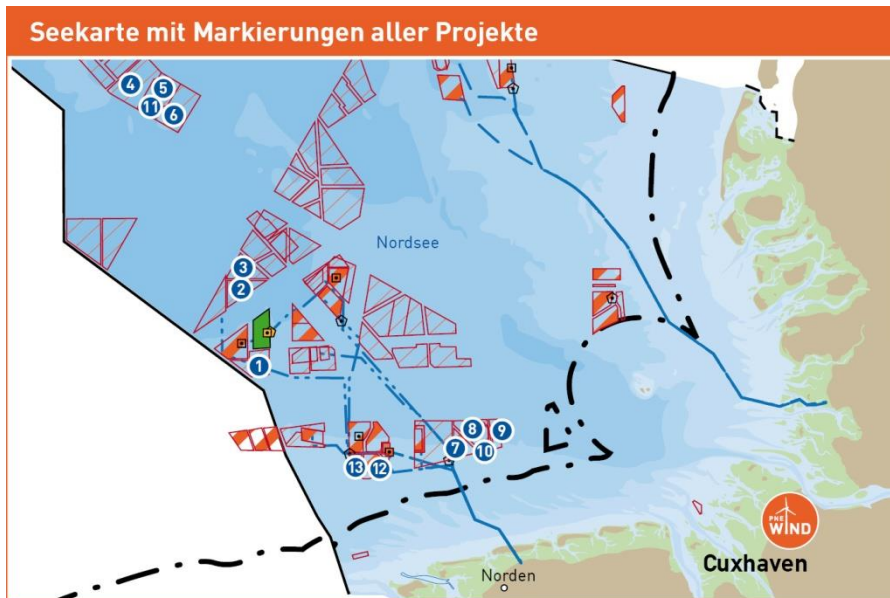 Seekarte mit Markierungen aller Projekte
4
5
11
6
Nordsee
3
2
1
8
9
7
10
13
12
PNE
WIND
Cuxhaven
Norden